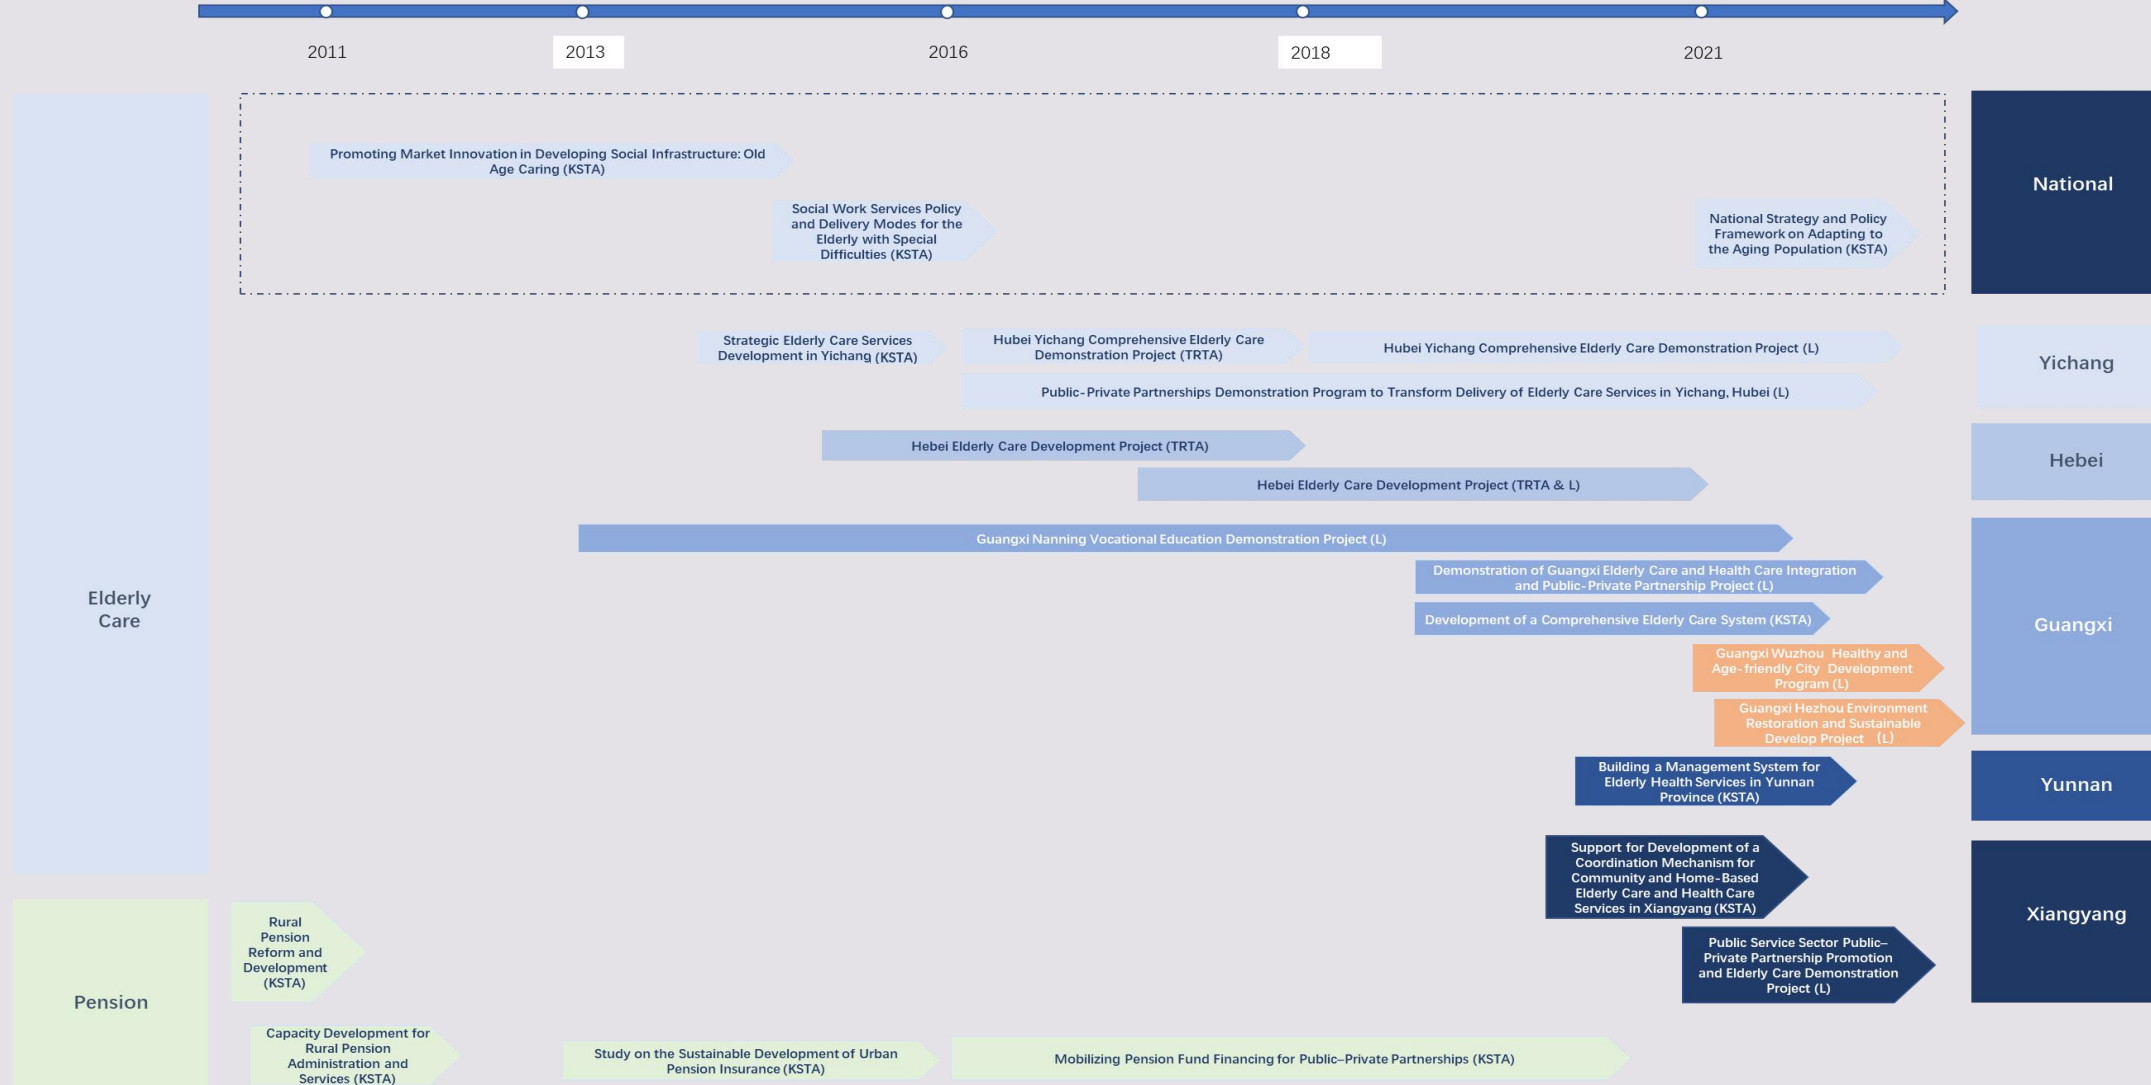 2011
2013
2016
2018
2021
Elderly
Care
National
Promoting Market Innovation in Developing Social Infrastructure: Old
Age Caring (KSTA)
Social Work Services Policy
and Delivery Modes for the
Elderly with Special
Difficulties (KSTA)
National Strategy and Policy
Framework on Adapting to
the Aging Population (KSTA)
Yichang
Strategic Elderly Care Services
Development in Yichang (KSTA)
Hubei Yichang Comprehensive Elderly Care
Demonstration Project (TRTA)
Hubei Yichang Comprehensive Elderly Care Demonstration Project (L)
Public-Private Partnerships Demonstration Program to Transform Delivery of Elderly Care Services in Yichang, Hubei (L)
Hebei
Hebei Elderly Care Development Project (TRTA)
Hebei Elderly Care Development Project (TRTA & L)
Guangxi
Guangxi Nanning Vocational Education Demonstration Project (L)
Demonstration of Guangxi Elderly Care and Health Care Integration
and Public-Private Partnership Project (L)
Development of a Comprehensive Elderly Care System (KSTA)
Guangxi Wuzhou Healthy and
Age-friendly City Development
Program (L)
Guangxi Hezhou Environment
Restoration and Sustainable
Develop Project (L)
Yunnan
Building a Management System for
Elderly Health Services in Yunnan
Province (KSTA)
Xiangyang
Support for Development of a
Coordination Mechanism for
Community and Home-Based
Elderly Care and Health Care
Services in Xiangyang (KSTA)
Public Service Sector Public–
Private Partnership Promotion
and Elderly Care Demonstration
Project (L)
Pension
Rural
Pension
Reform and
Development
(KSTA)
Capacity Development for
Rural Pension
Administration and
Services (KSTA)
Study on the Sustainable Development of Urban
Pension Insurance (KSTA)
Mobilizing Pension Fund Financing for Public–Private Partnerships (KSTA)